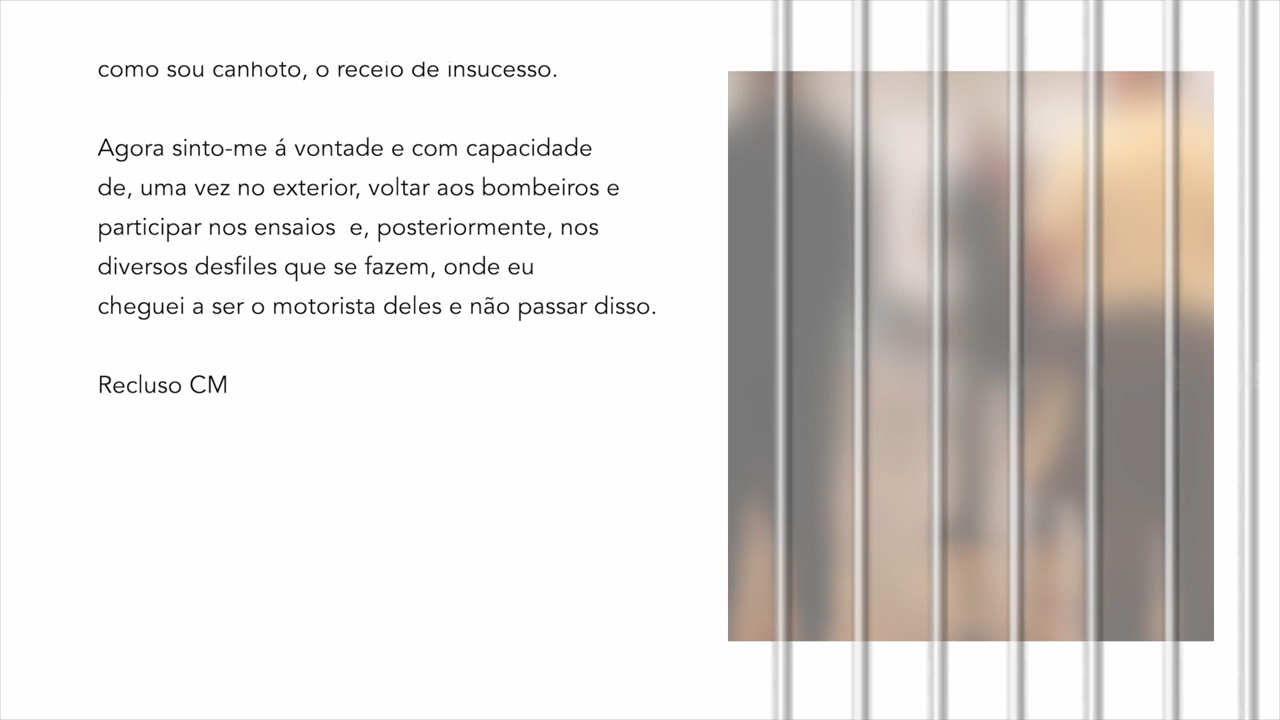 como sou canhoto, o receio de insucesso.
Agora sinto-me á vontade e com capacidade
de, uma vez no exterior, voltar aos bombeiros e
participar nos ensaios  e, posteriormente, nos
diversos desfiles que se fazem, onde eu
cheguei a ser o motorista deles e não passar disso.
Recluso CM